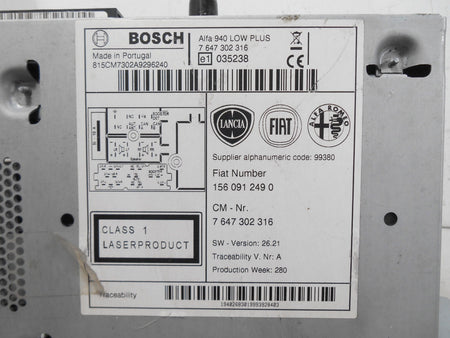 BOSCH
Alfa 940 LOW PLUS
7 647 302 316
Made in Portugal
e1 035238
815CM7302A9296240
LANCIA
FIAT
ALFA ROMEO
Supplier alphanumeric code: 99380
Fiat Number
156 091 249 0
CM - Nr.
7 647 302 316
CLASS 1
LASERPRODUCT
SW - Version: 26.21
Traceability V. Nr: A
Production Week: 280
Traceability